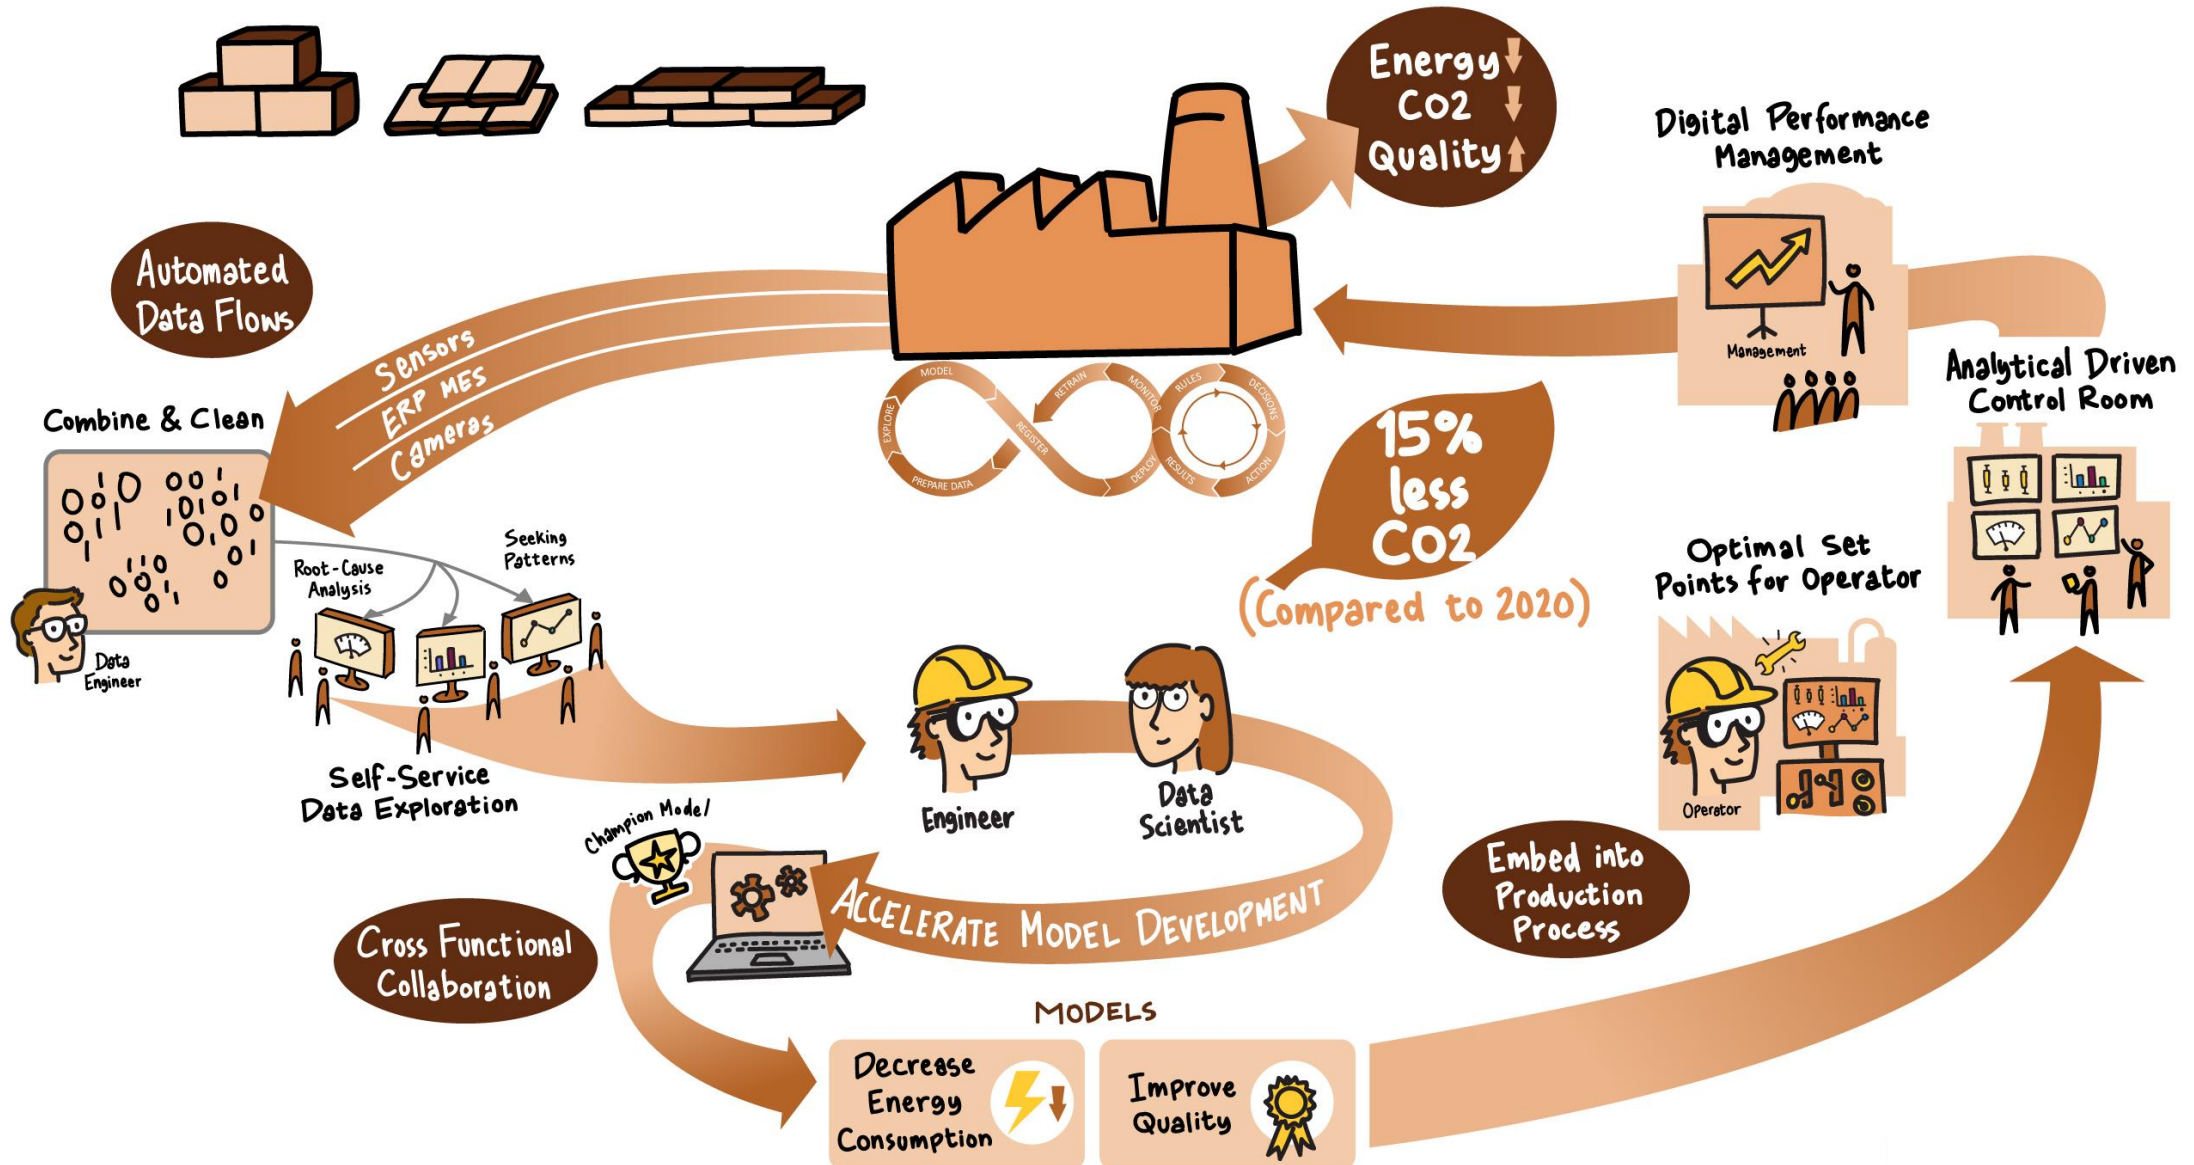 Energy
CO2
Quality
Digital Performance
Management
Automated
Data Flows
Sensors
ERP MES
Cameras
Management
Analytical Driven
Control Room
Combine & Clean
MODEL
EXPLORE
PREPARE DATA
REGISTER
RETRAIN
MONITOR
DEPLOY
RULES
DECISIONS
RESULTS
ACTION
15%
less
CO2
(Compared to 2020)
Seeking
Patterns
Root-Cause
Analysis
Data
Engineer
Optimal Set
Points for Operator
Operator
Self-Service
Data Exploration
Engineer
Data
Scientist
Champion Model
ACCELERATE MODEL DEVELOPMENT
Embed into
Production
Process
Cross Functional
Collaboration
MODELS
Decrease
Energy
Consumption
Improve
Quality